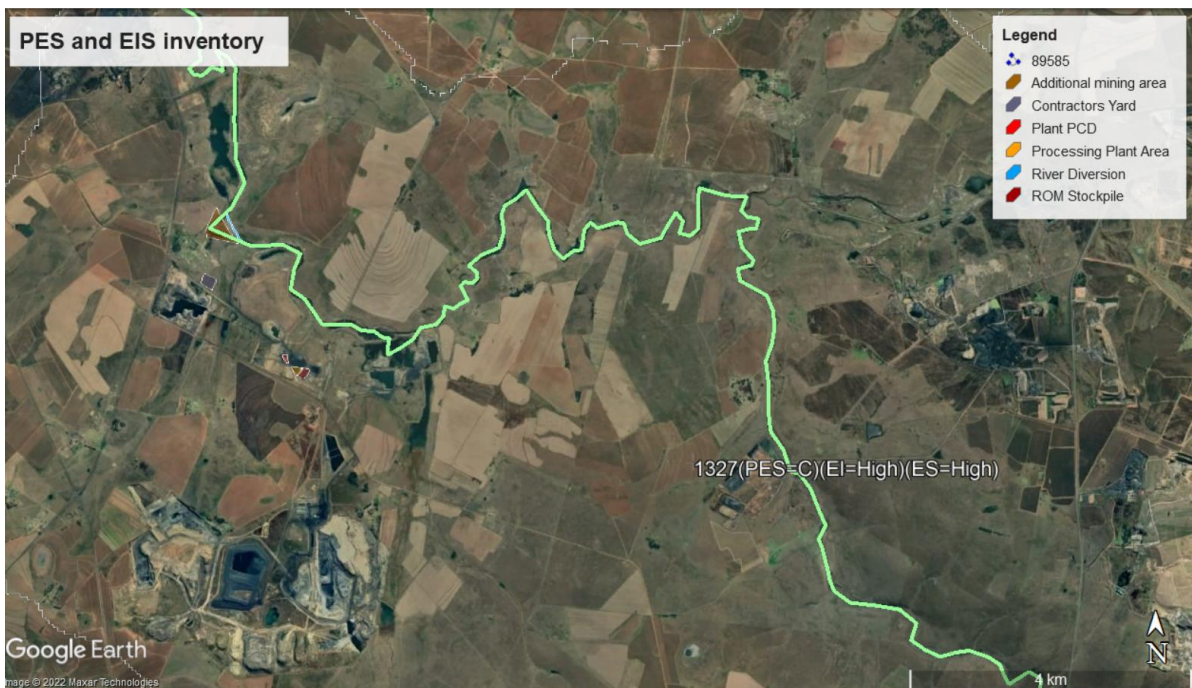 PES and EIS inventory
Legend
89585
Additional mining area
Contractors Yard
Plant PCD
Processing Plant Area
River Diversion
ROM Stockpile
1327(PES=C)(EI=High)(ES=High)
Google Earth
N
mage © 2022 Maxar Technologies
4 km